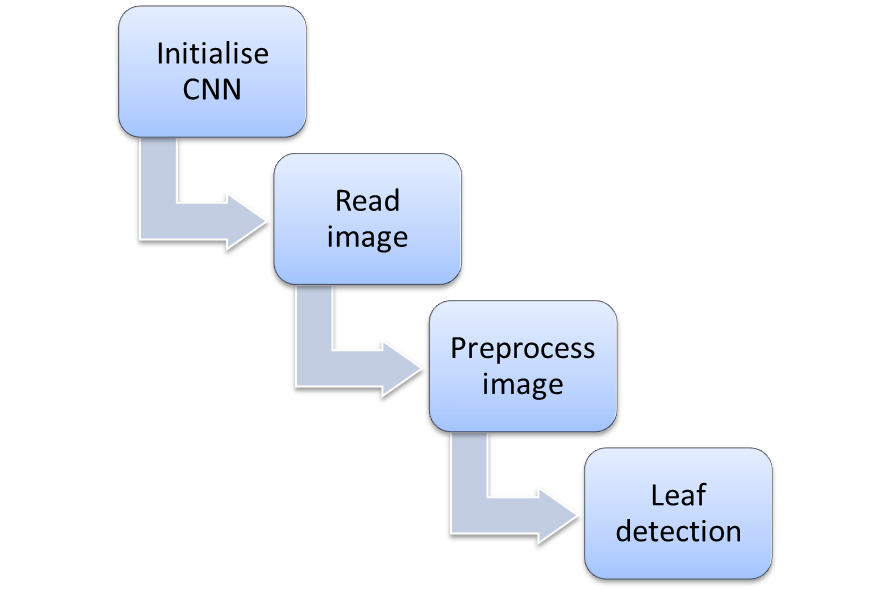 Initialise
CNN
Read
image
Preprocess
image
Leaf
detection